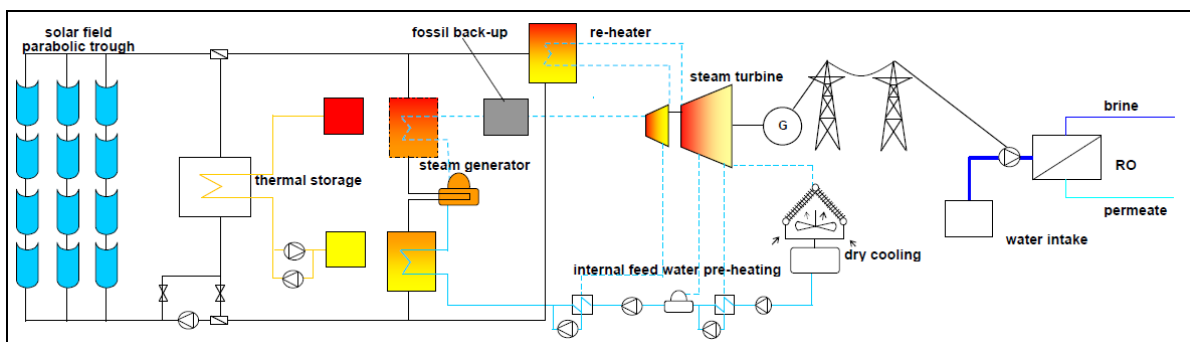 solar field
parabolic trough
fossil back-up
re-heater
steam turbine
G
brine
thermal storage
steam generator
RO
permeate
water intake
dry cooling
internal feed water pre-heating